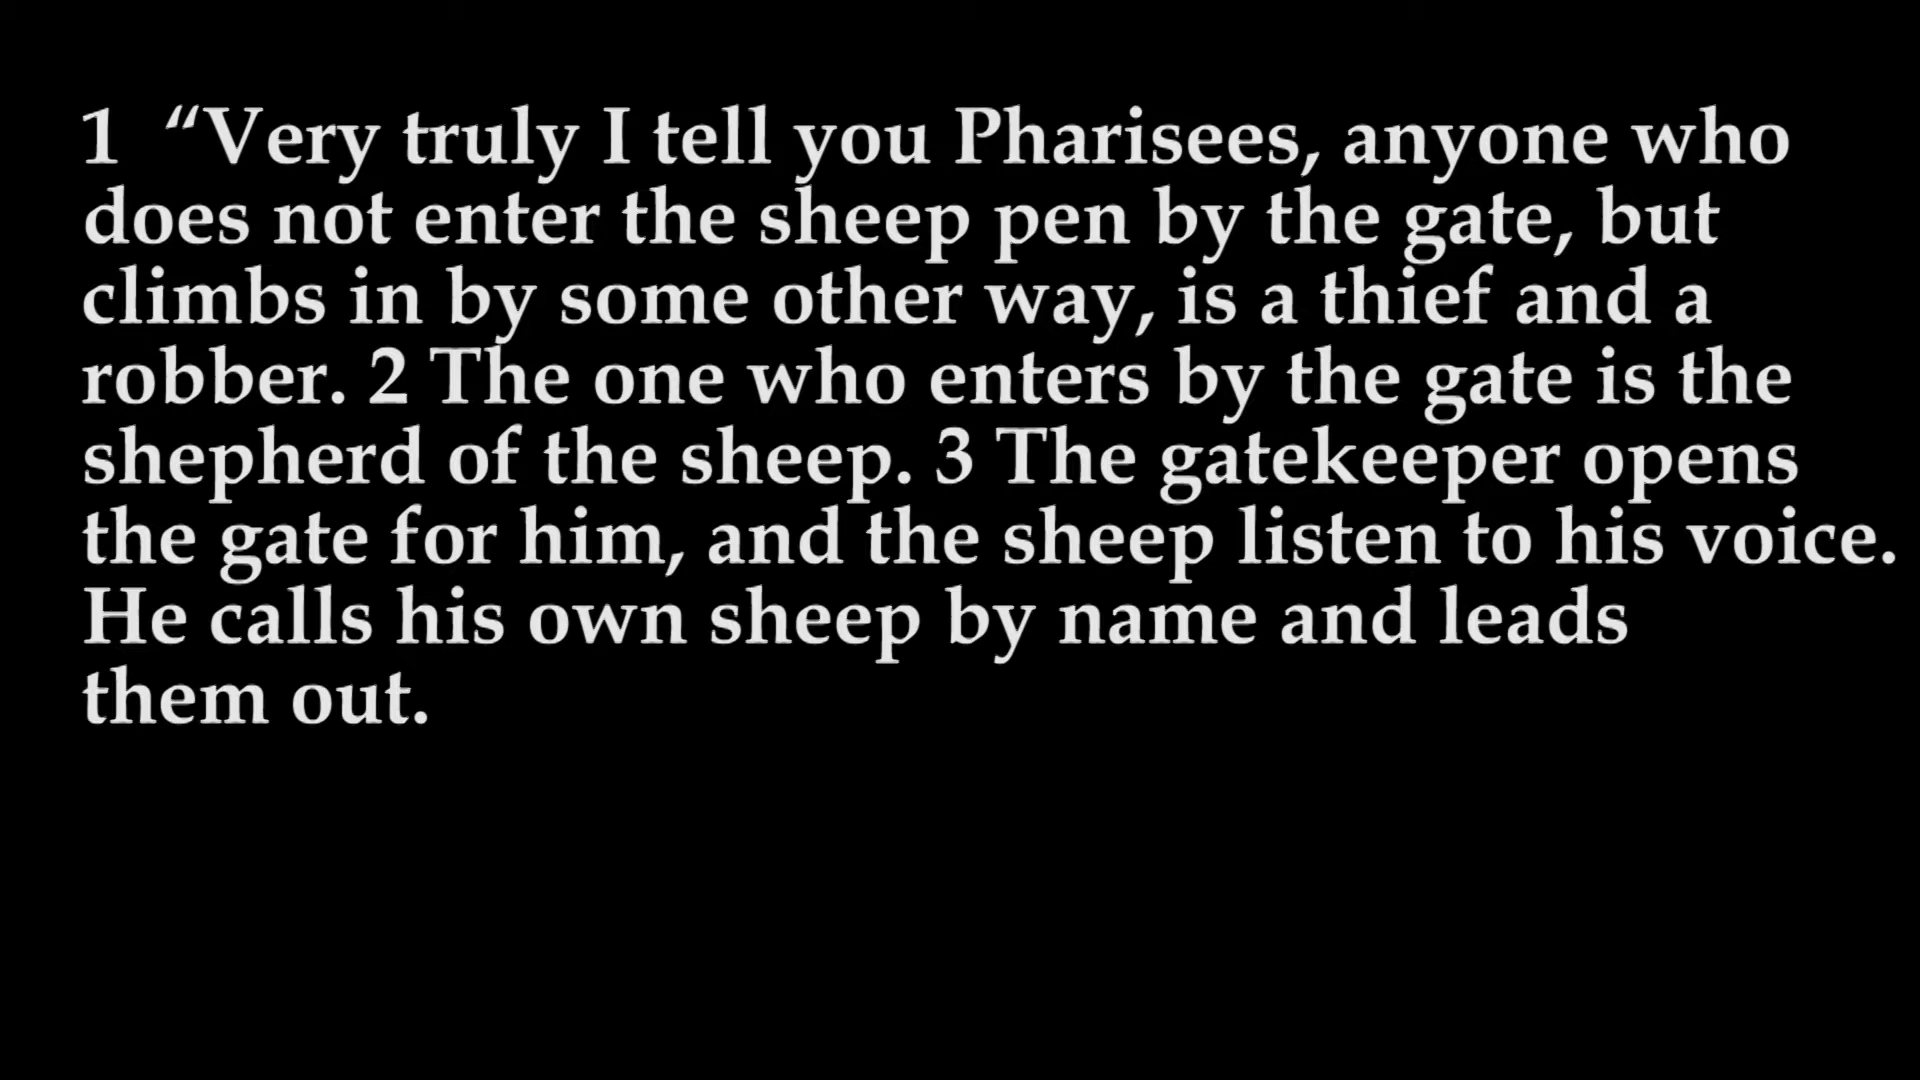 1 “Very truly I tell you Pharisees, anyone who
does not enter the sheep pen by the gate, but
climbs in by some other way, is a thief and a
robber. 2 The one who enters by the gate is the
shepherd of the sheep. 3 The gatekeeper opens
the gate for him, and the sheep listen to his voice.
He calls his own sheep by name and leads
them out.